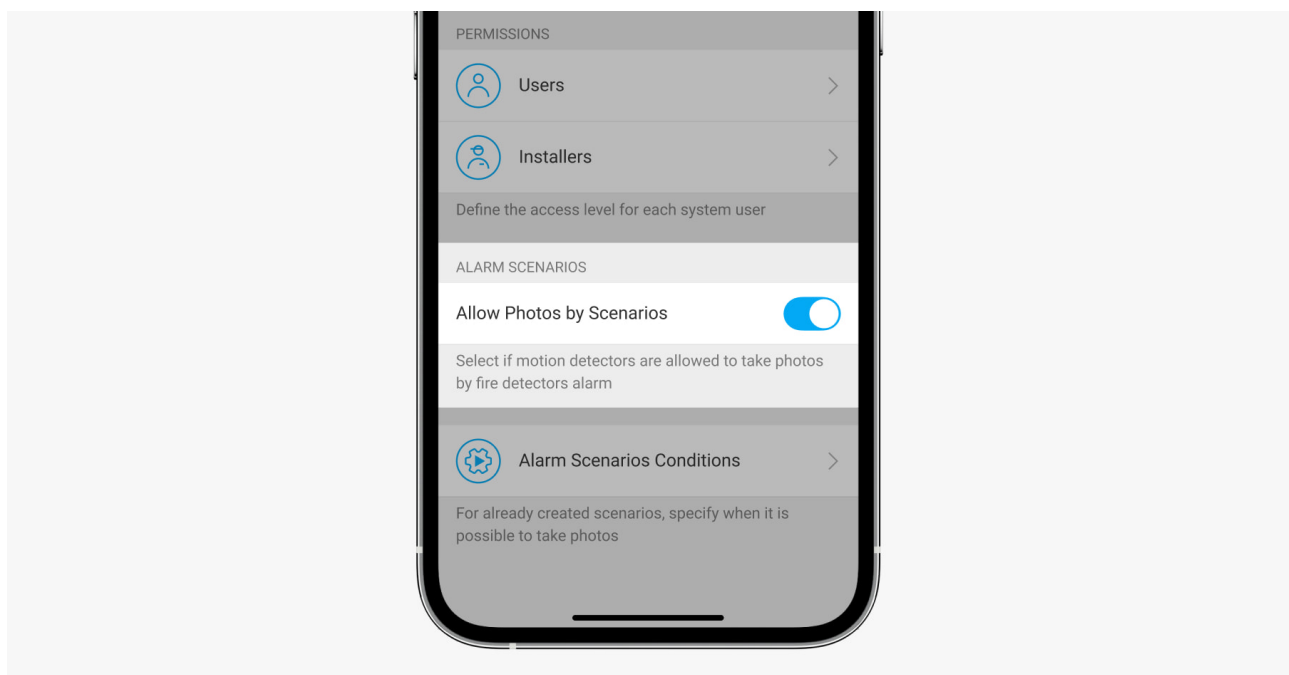 PERMISSIONS
Users
Installers
Define the access level for each system user
ALARM SCENARIOS
Allow Photos by Scenarios
Select if motion detectors are allowed to take photos
by fire detectors alarm
Alarm Scenarios Conditions
For already created scenarios, specify when it is
possible to take photos